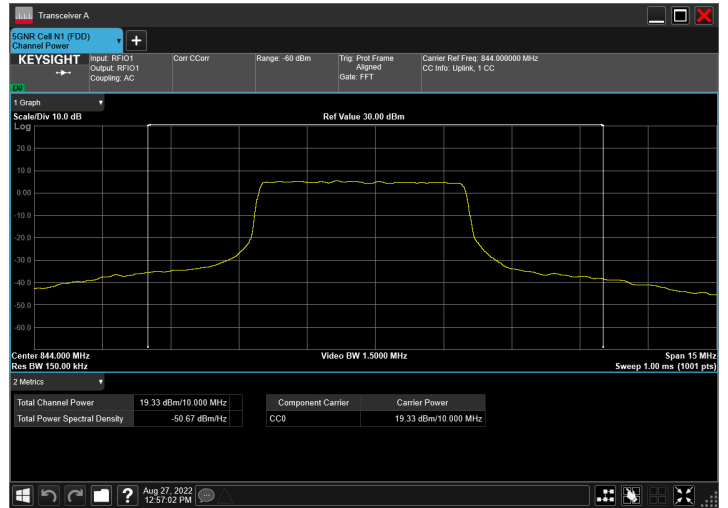 Transceiver A
5GNR Cell N1 (FDD)
Channel Power
KEYSIGHT
Input: RFIO1
Output: RFIO1
Coupling: AC
Corr CCorr
Range: -60 dBm
Trig: Prot Frame
Aligned
Gate: FFT
Carrier Ref Freq: 844.000000 MHz
CC Info: Uplink, 1 CC
LXI
1 Graph
Scale/Div 10.0 dB
Ref Value 30.00 dBm
Log
20.0
10.0
0.00
-10.0
-20.0
-30.0
-40.0
-50.0
-60.0
Center 844.000 MHz
Video BW 1.5000 MHz
Span 15 MHz
Res BW 150.00 kHz
Sweep 1.00 ms (1001 pts)
2 Metrics
Total Channel Power 19.33 dBm/10.000 MHz
Total Power Spectral Density -50.67 dBm/Hz
Component Carrier Carrier Power
CC0 19.33 dBm/10.000 MHz
Aug 27, 2022
12:57:02 PM